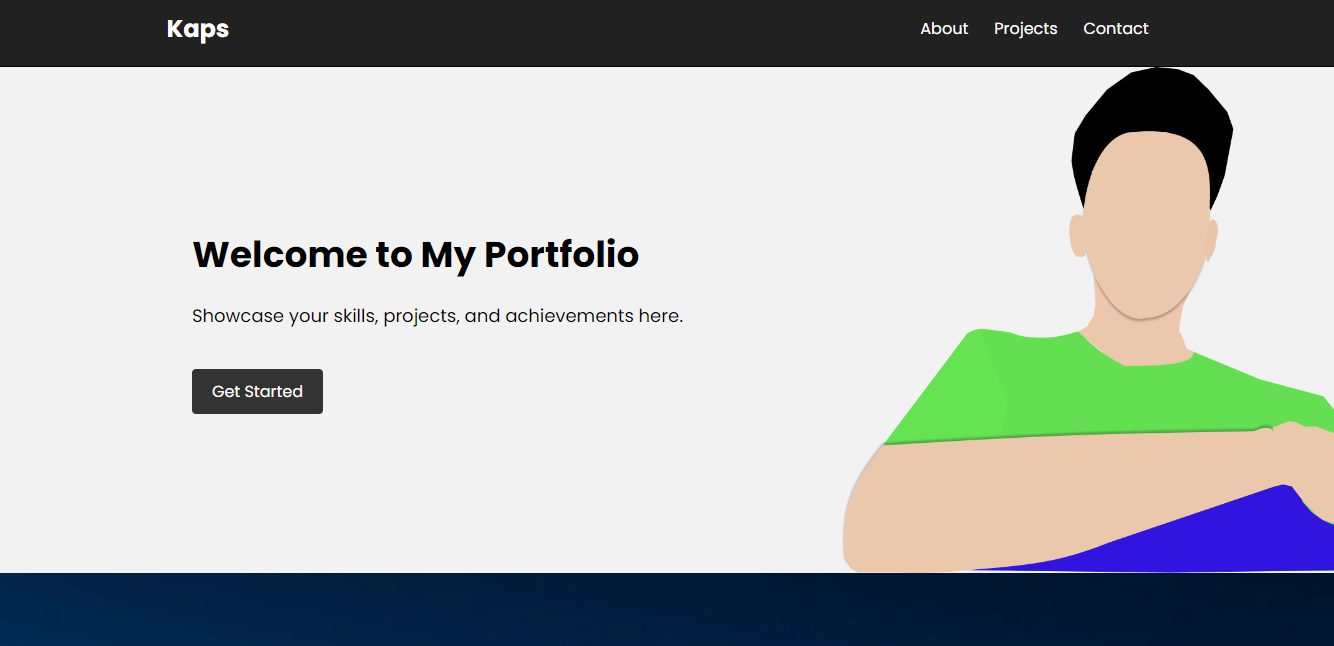 Kaps
About Projects Contact
Welcome to My Portfolio
Showcase your skills, projects, and achievements here.
Get Started